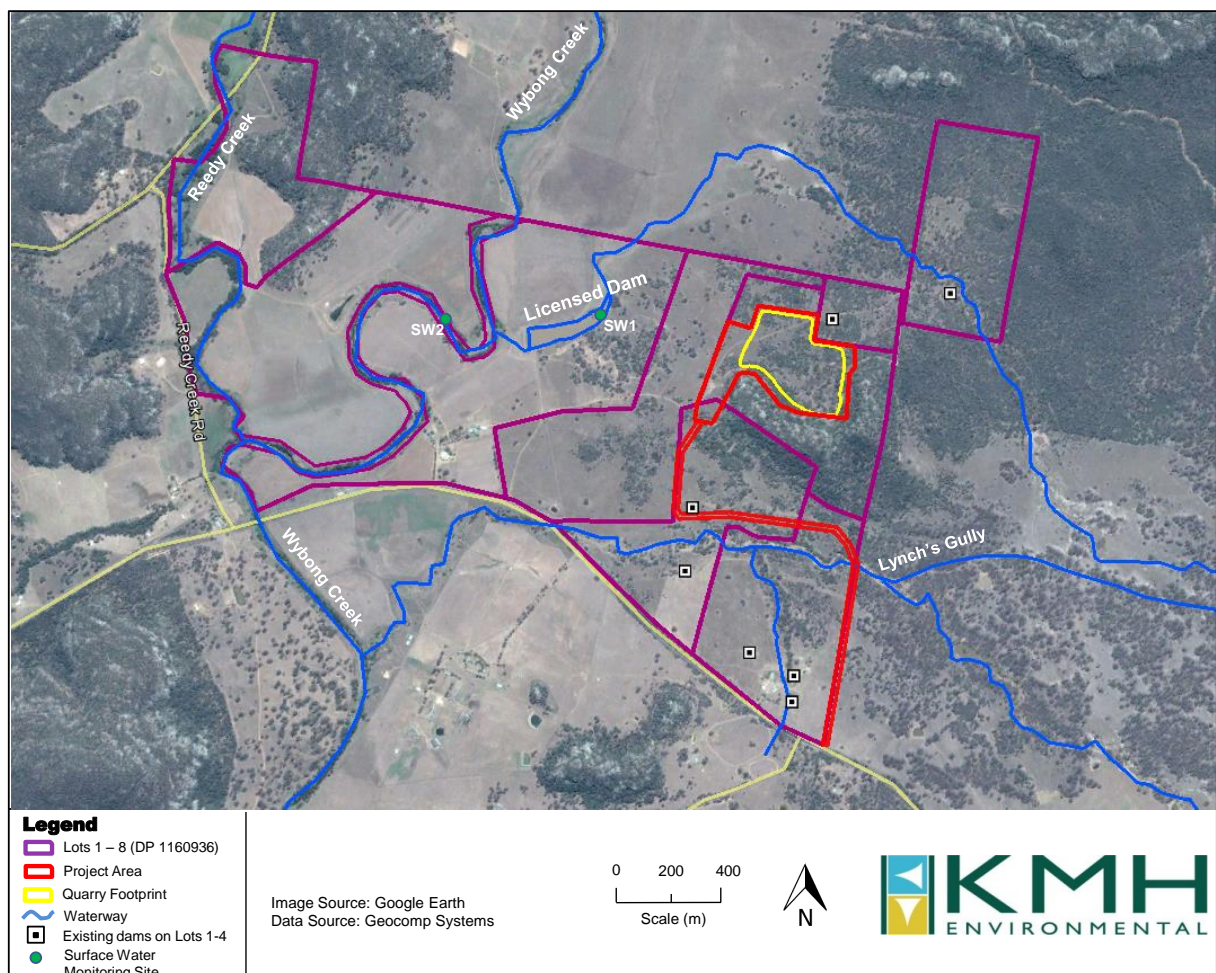 Wybong Creek
Reedy Creek
Licensed Dam
SW2
SW1
Reedy Creek Rd
Wybong Creek
Lynch's Gully
Legend
Lots 1 – 8 (DP 1160936)
Project Area
Quarry Footprint
Waterway
Existing dams on Lots 1-4
Surface Water
Monitoring Site
Image Source: Google Earth
Data Source: Geocomp Systems
0 200 400
Scale (m)
N
KMH
ENVIRONMENTAL